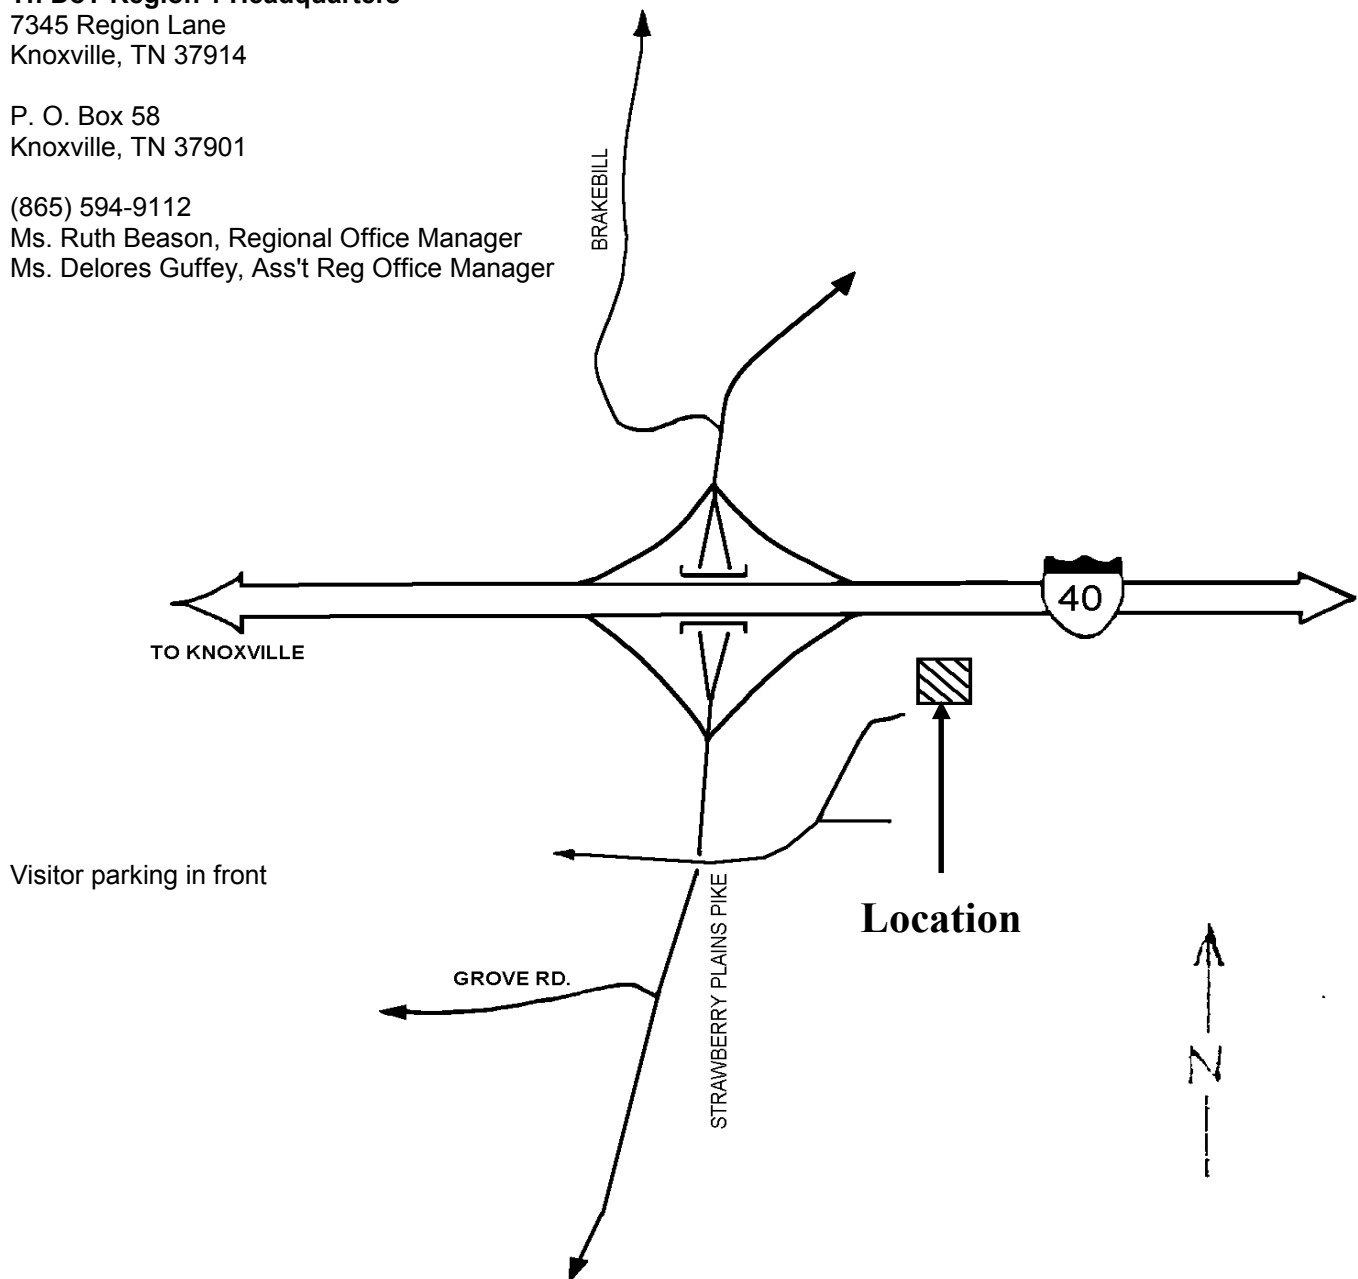 7345 Region Lane
Knoxville, TN 37914
P. O. Box 58
Knoxville, TN 37901
(865) 594-9112
Ms. Ruth Beason, Regional Office Manager
Ms. Delores Guffey, Ass't Reg Office Manager
BRAKEBILL
40
TO KNOXVILLE
Visitor parking in front
Location
STRAWBERRY PLAINS PIKE
GROVE RD.
N